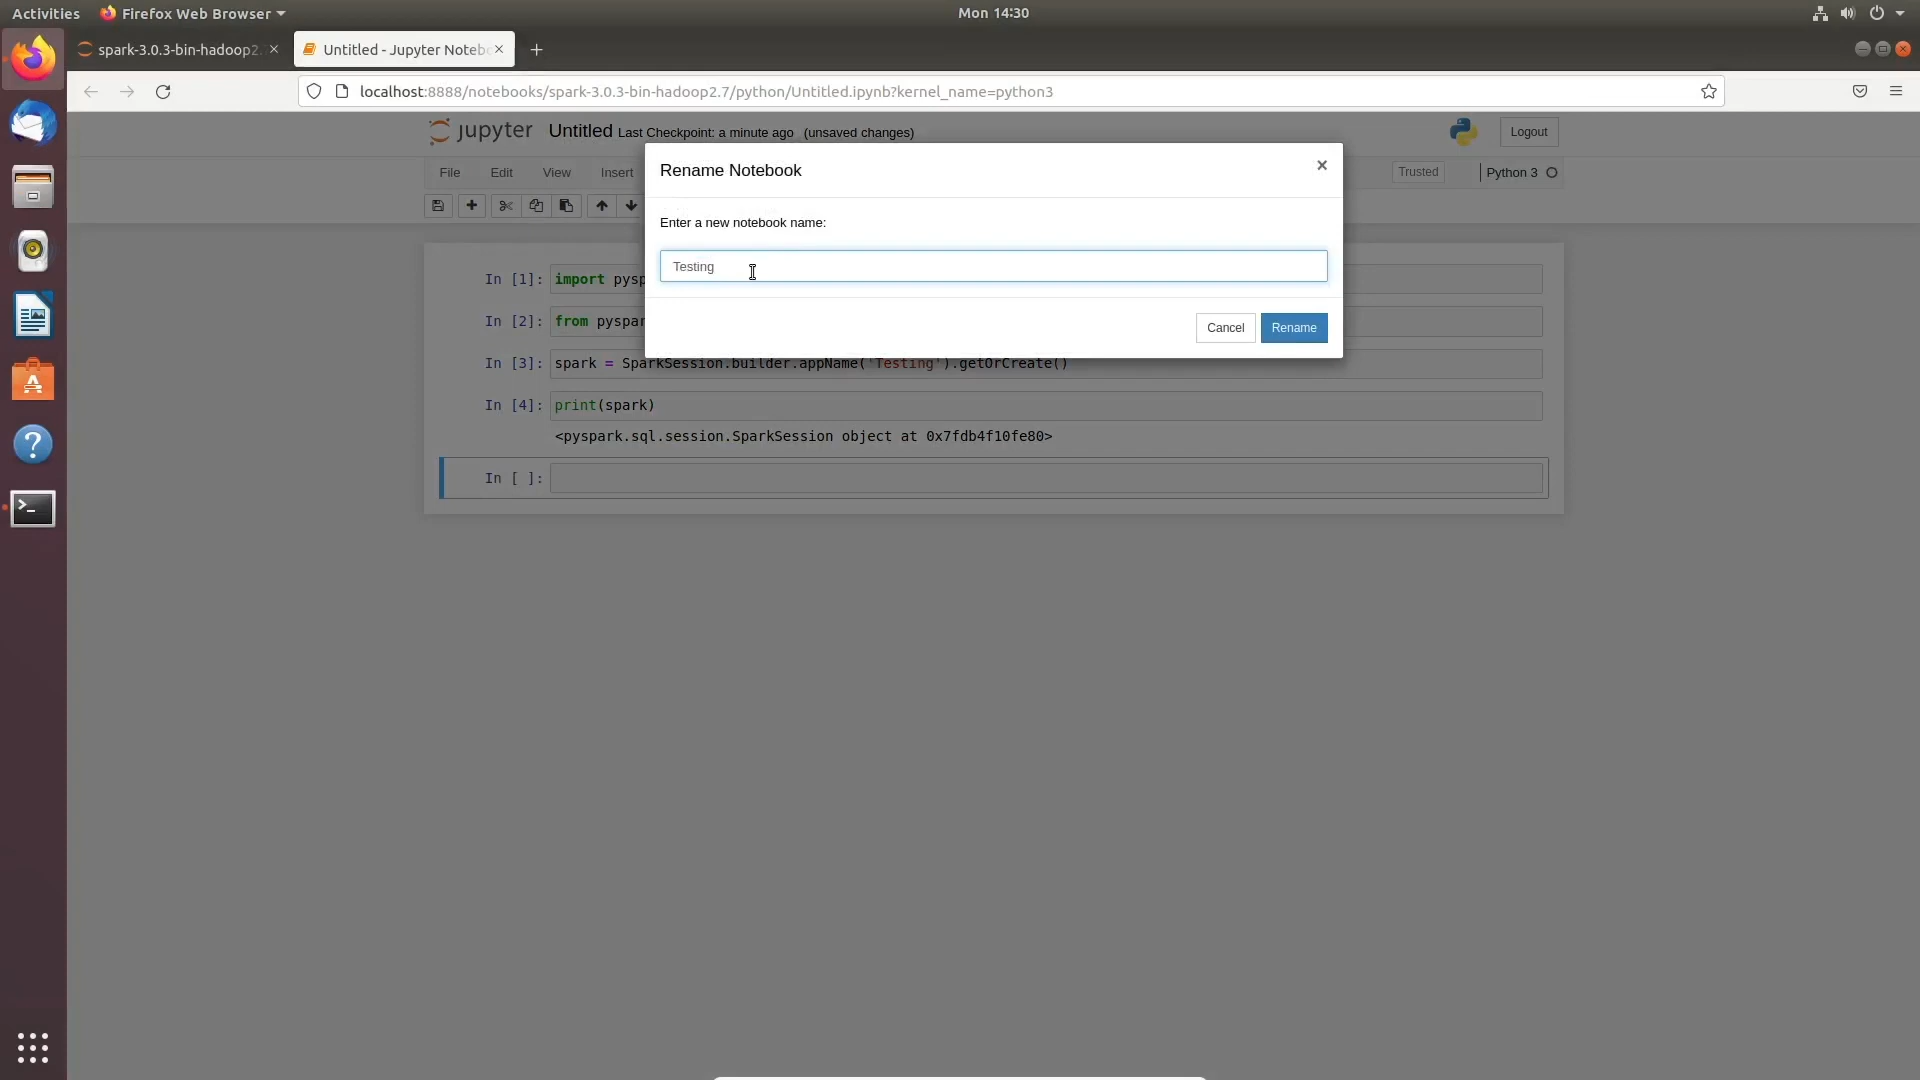 Activities Firefox Web Browser Mon 14:30
spark-3.0.3-bin-hadoop2. Untitled - Jupyter Noteb
localhost:8888/notebooks/spark-3.0.3-bin-hadoop2.7/python/Untitled.ipynb?kernel_name=python3
jupyter Untitled Last Checkpoint: a minute ago (unsaved changes) Logout
Rename Notebook
File Edit View Insert Trusted Python 3
Enter a new notebook name:
Testing
In [1]: import pysp
In [2]: from pyspar
Cancel Rename
In [3]: spark = SparkSession.builder.appName('Testing').getOrCreate()
In [4]: print(spark)
<pyspark.sql.session.SparkSession object at 0x7fdb4f10fe80>
In [ ]: